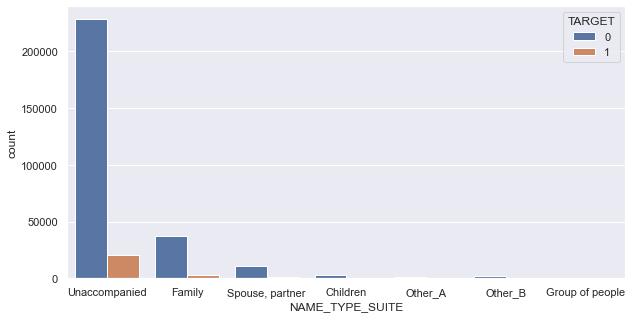 TARGET
0
1
200000
150000
100000
50000
0
count
Unaccompanied Family Spouse, partner Children Other_A Other_B Group of people
NAME_TYPE_SUITE